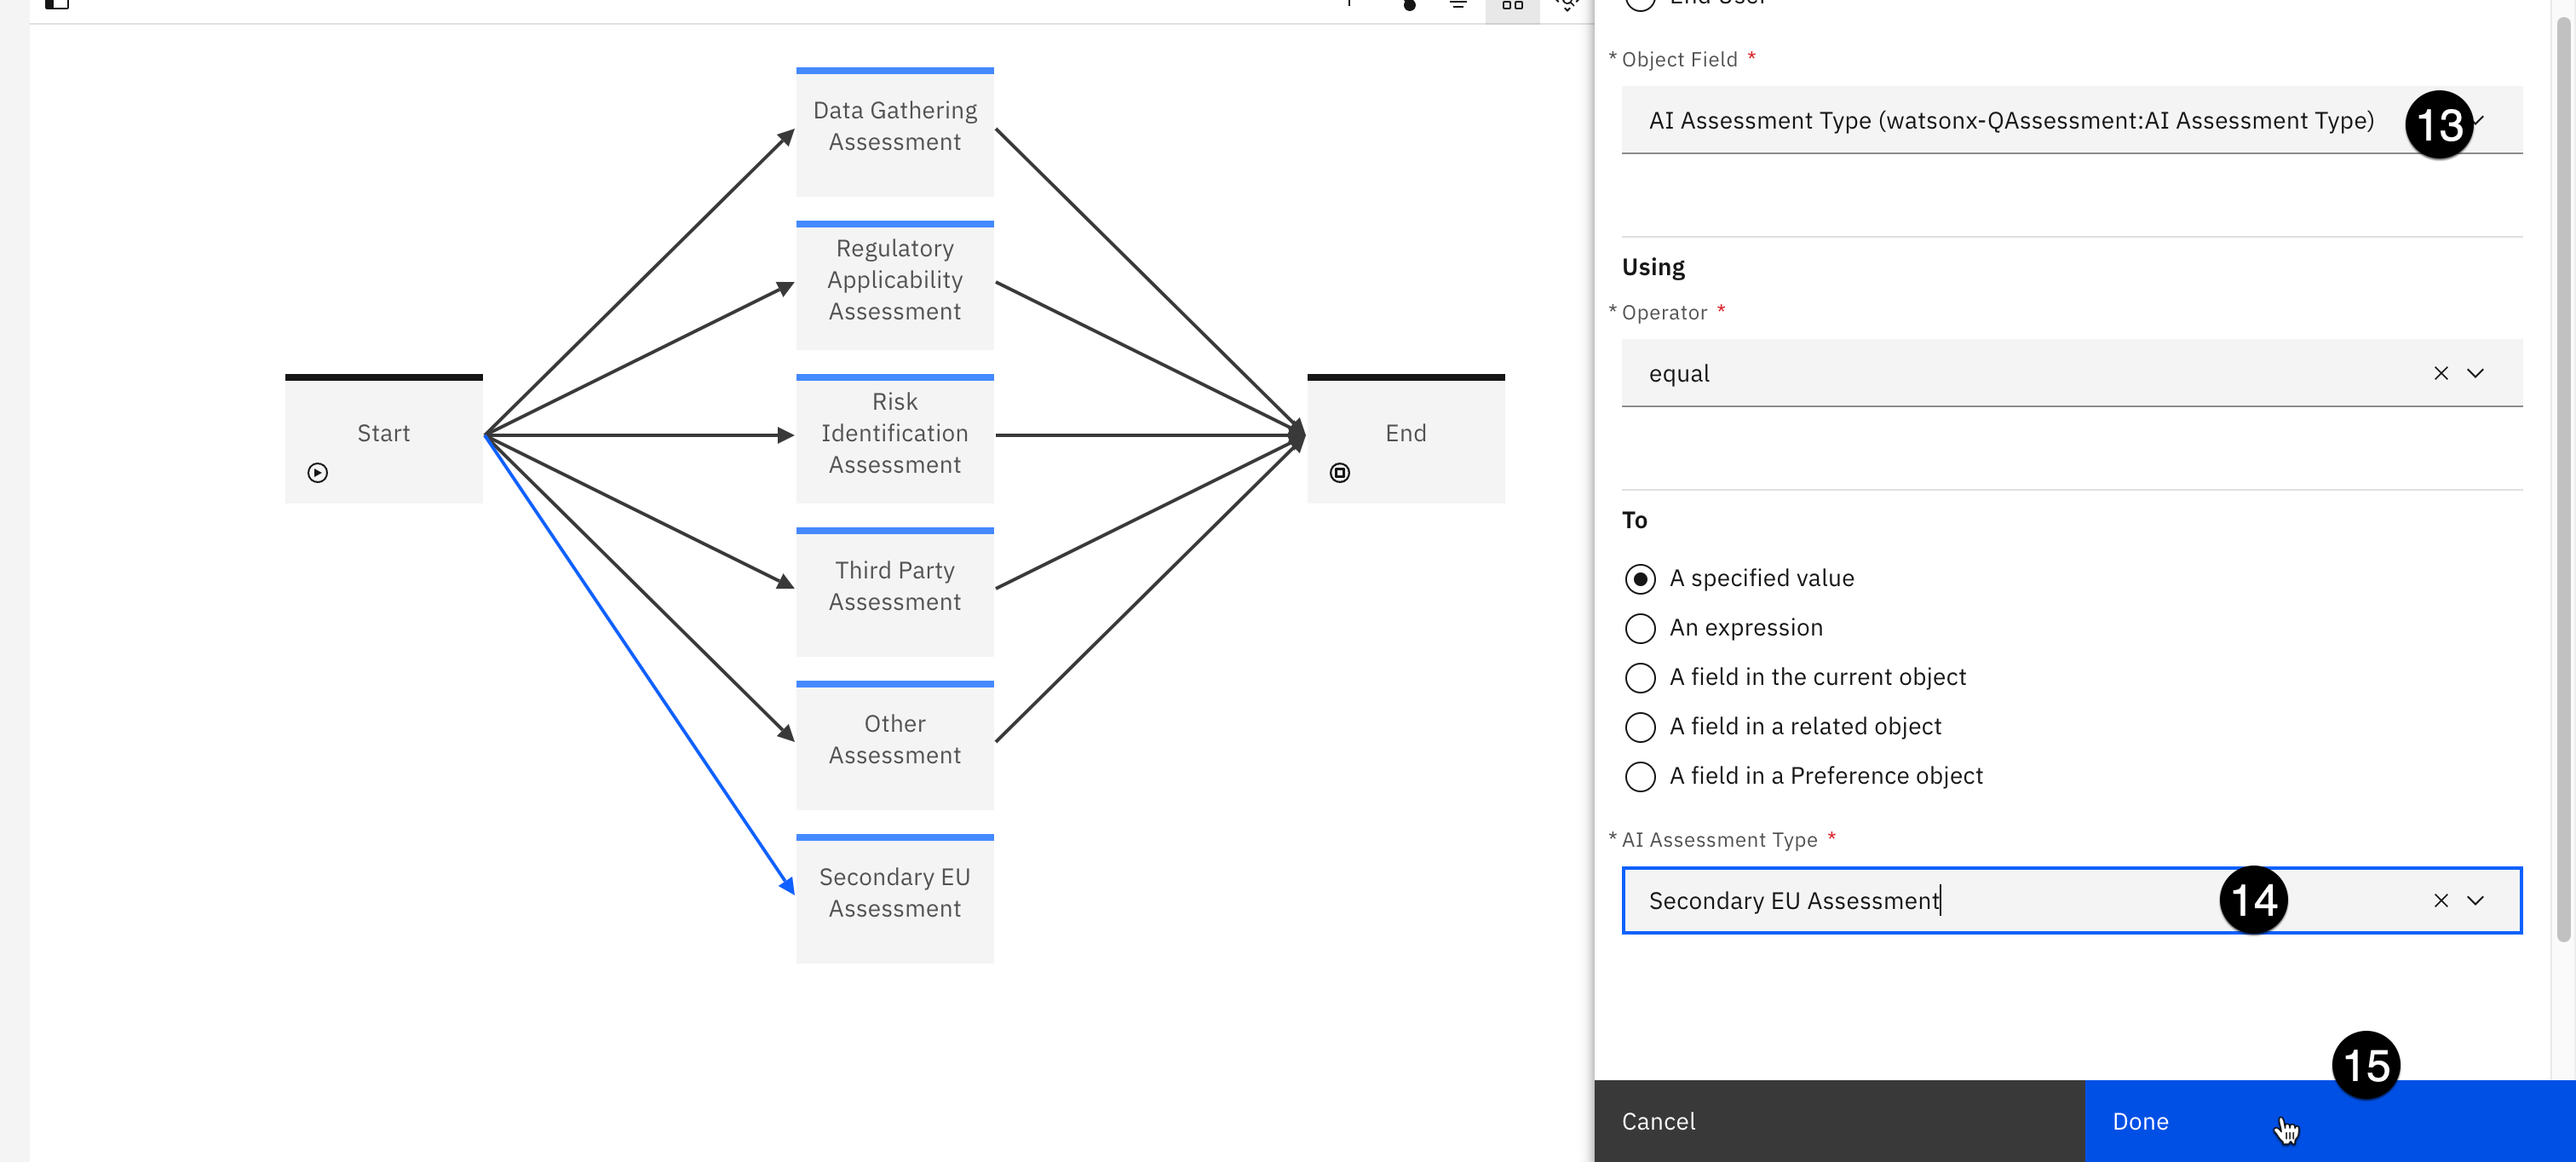 Data Gathering
Assessment
Regulatory
Applicability
Assessment
Start
Risk
Identification
Assessment
End
Third Party
Assessment
Other
Assessment
Secondary EU
Assessment
End User
* Object Field *
AI Assessment Type (watsonx-QAssessment:AI Assessment Type)
13
Using
* Operator *
equal
To
A specified value
An expression
A field in the current object
A field in a related object
A field in a Preference object
* AI Assessment Type *
Secondary EU Assessment
14
15
Cancel
Done